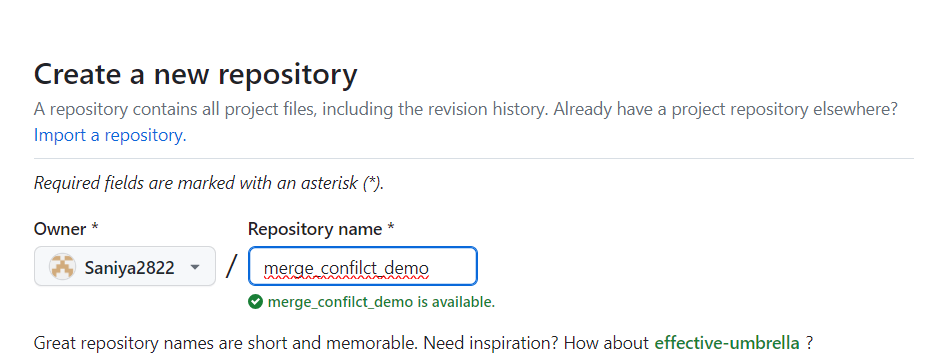 Create a new repository
A repository contains all project files, including the revision history. Already have a project repository elsewhere?
Import a repository.
Required fields are marked with an asterisk (*).
Owner * Repository name *
Saniya2822 / merge_confilct_demo
merge_confilct_demo is available.
Great repository names are short and memorable. Need inspiration? How about effective-umbrella ?